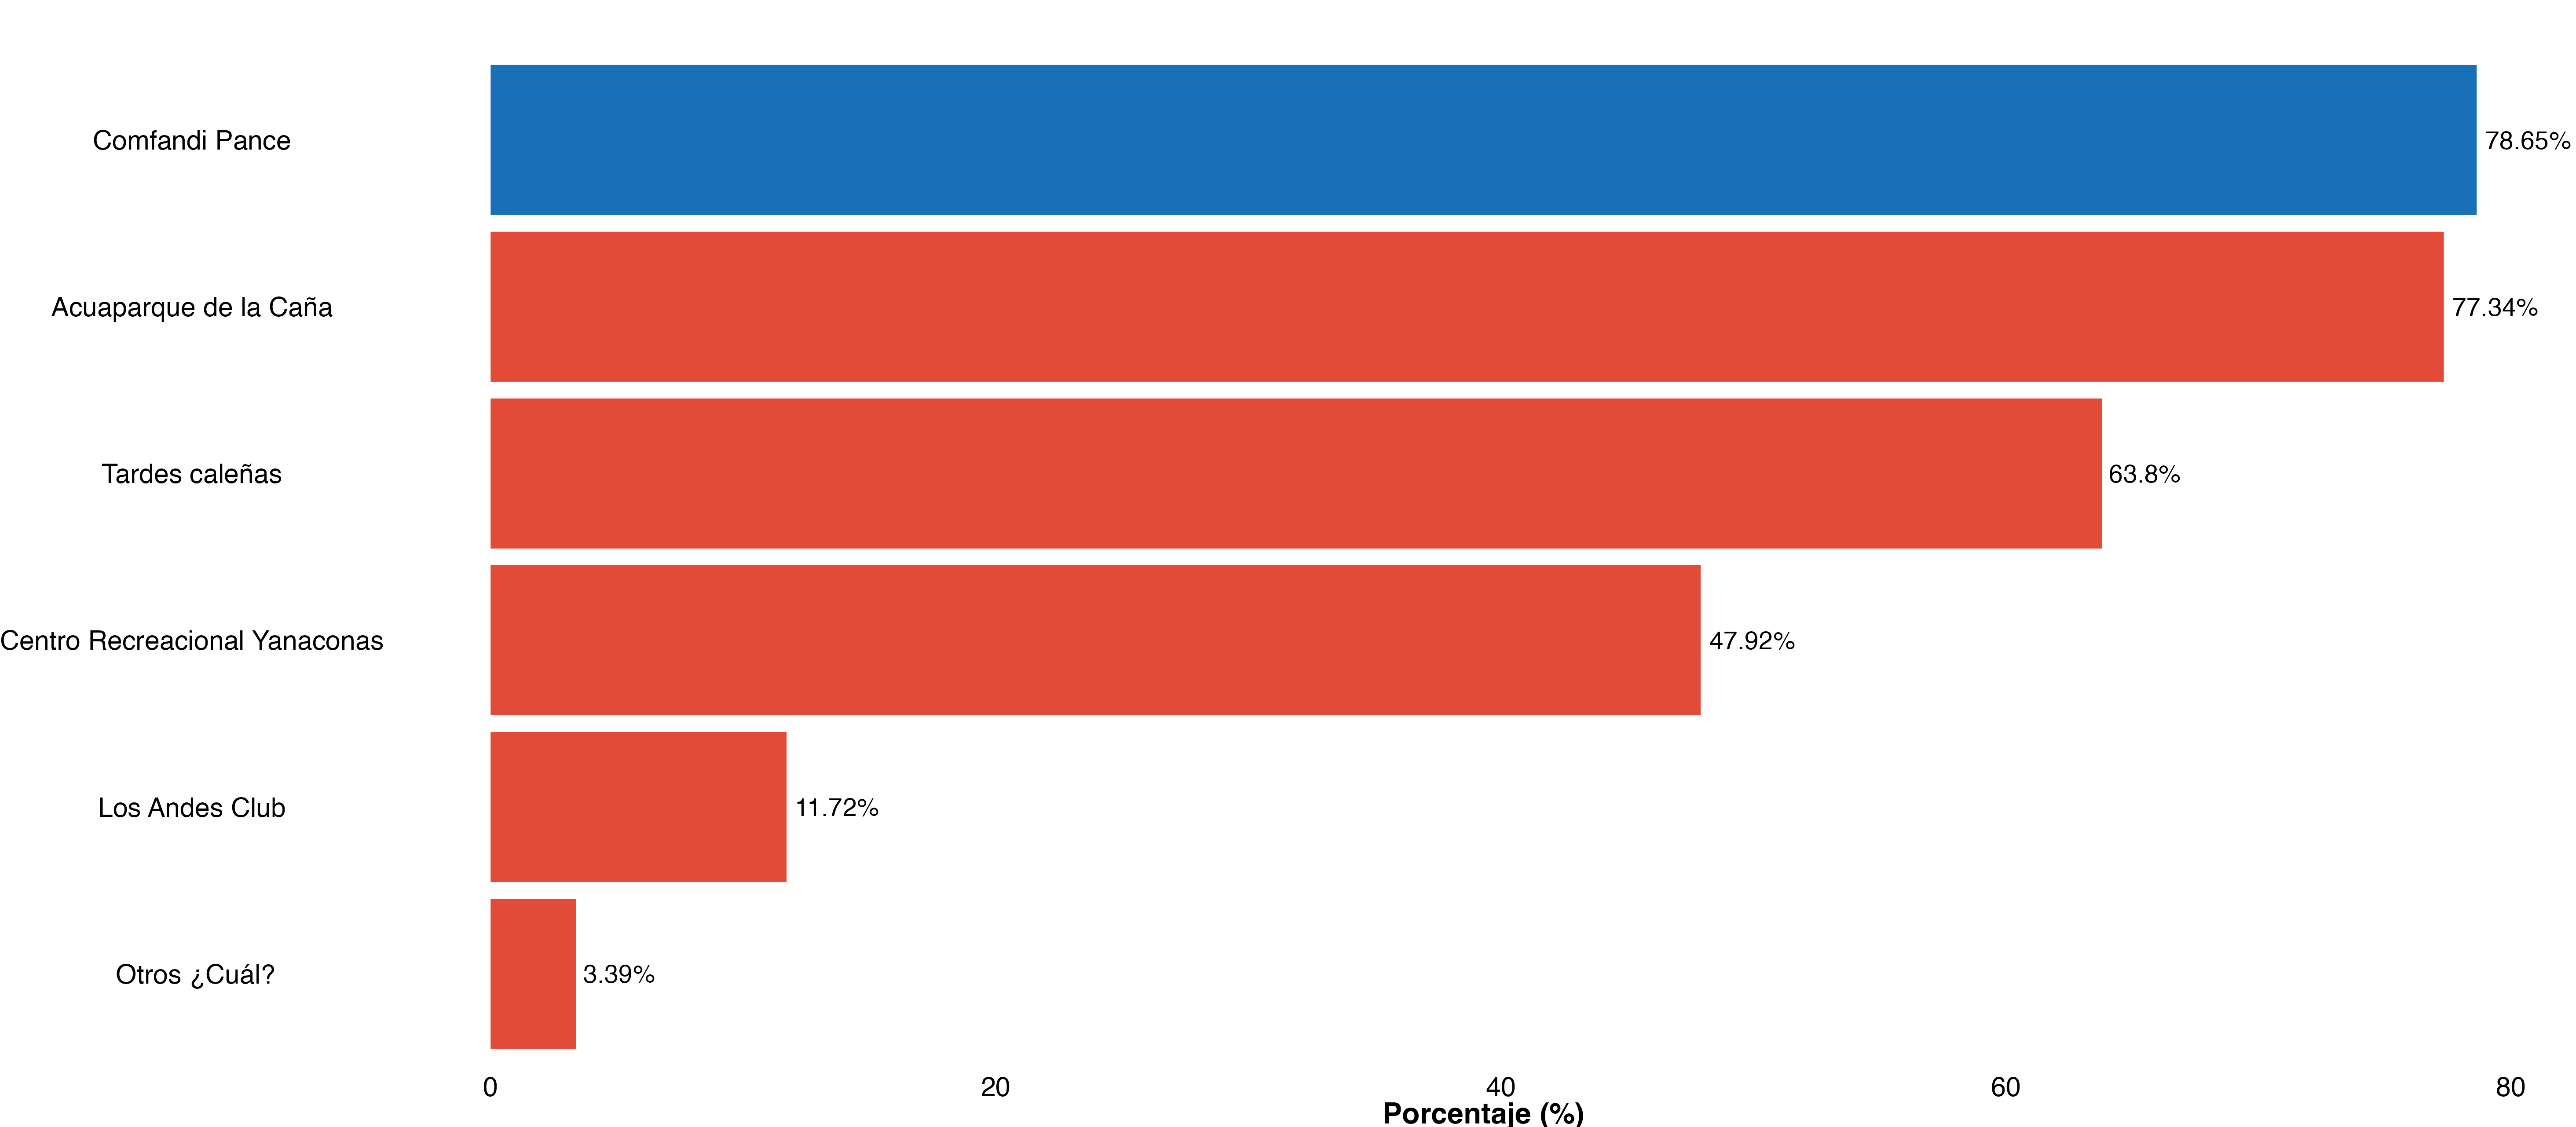 Comfandi Pance
78.65%
Acuaparque de la Caña
77.34%
Tardes caleñas
63.8%
Centro Recreacional Yanaconas
47.92%
Los Andes Club
11.72%
Otros ¿Cuál?
3.39%
0 20 40 60 80
Porcentaje (%)